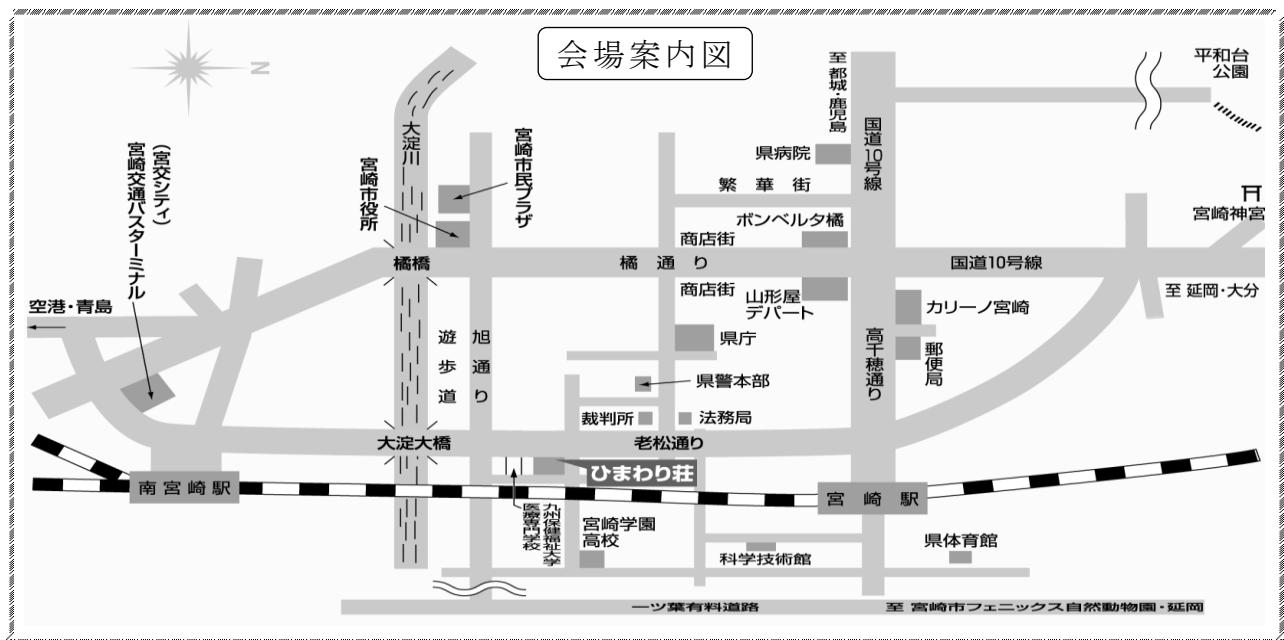 会場案内図
N
平和台
公園
至 都城・鹿児島
国道10号線
大淀川
宮崎市民プラザ
宮崎市役所
(宮交シティ)
宮崎交通バスターミナル
県病院
繁華街
ボンベルタ橘
商店街
宮崎神宮
橘橋
橘通り
国道10号線
空港・青島
商店街
山形屋
デパート
至 延岡・大分
カリーノ宮崎
遊歩道
旭通り
県庁
高千穂通り
郵便局
県警本部
裁判所
法務局
大淀大橋
老松通り
ひまわり荘
南宮崎駅
宮崎駅
九州保健福祉大学
医療専門学校
宮崎学園
高校
科学技術館
県体育館
一ツ葉有料道路
至 宮崎市フェニックス自然動物園・延岡